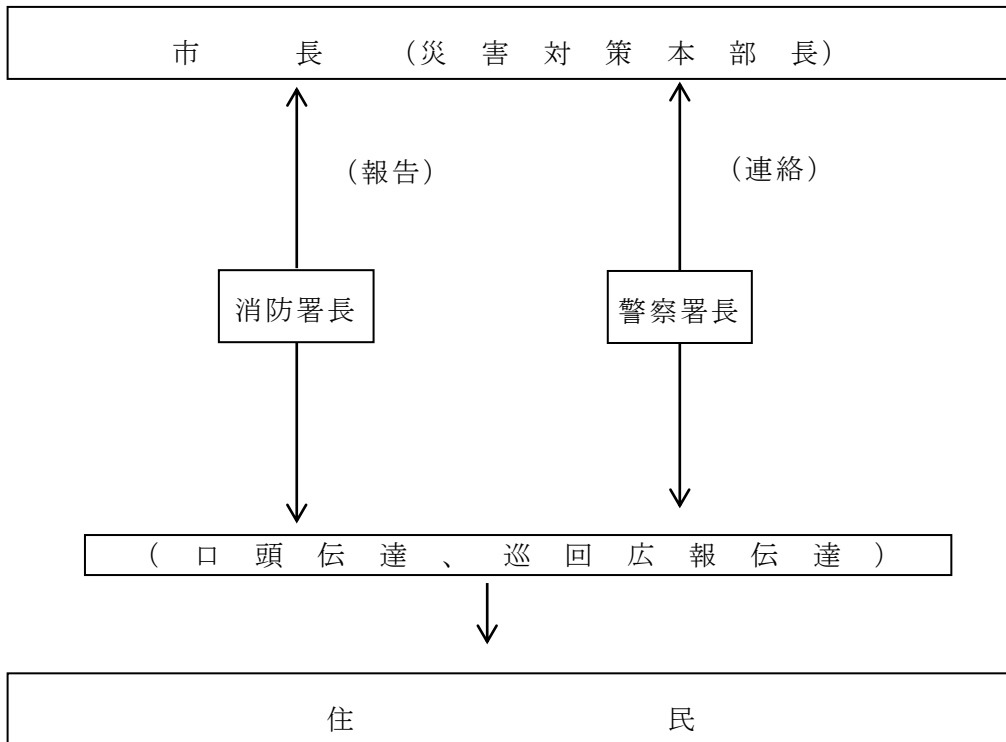 市長（災害対策本部長）
（報告）
（連絡）
消防署長
警察署長
（口頭伝達、巡回広報伝達）
住民